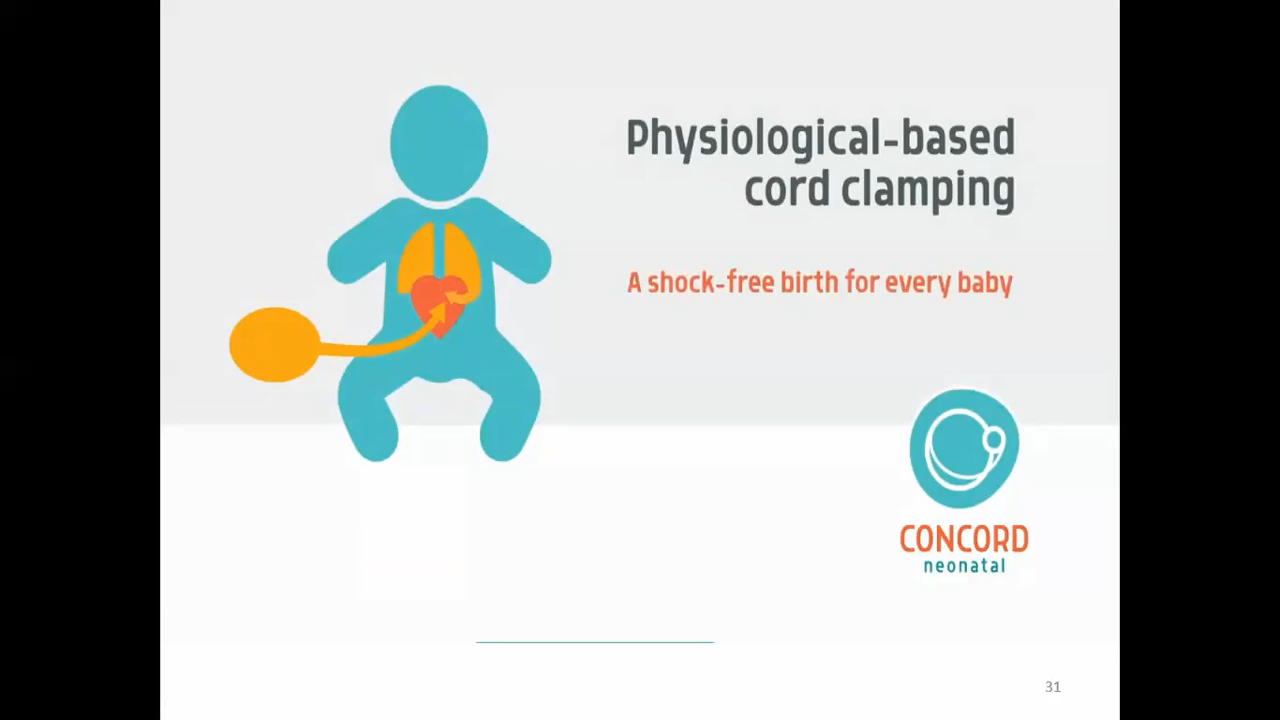 Physiological-based
cord clamping
A shock-free birth for every baby
CONCORD
neonatal
31